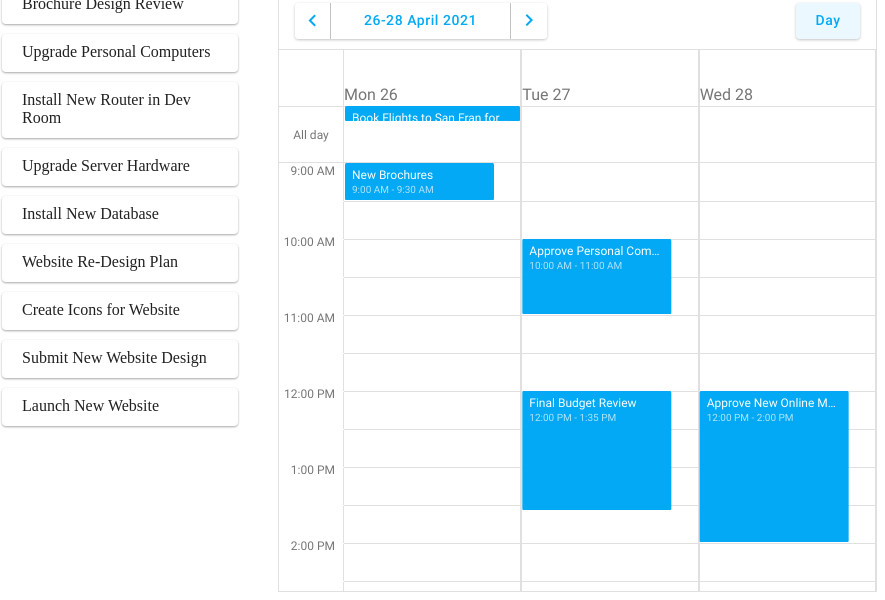 Brochure Design Review
Upgrade Personal Computers
Install New Router in Dev
Room
Upgrade Server Hardware
Install New Database
Website Re-Design Plan
Create Icons for Website
Submit New Website Design
Launch New Website
26-28 April 2021
Day
Mon 26
Tue 27
Wed 28
All day
Book Flights to San Fran for
9:00 AM
New Brochures
9:00 AM - 9:30 AM
10:00 AM
Approve Personal Com...
10:00 AM - 11:00 AM
11:00 AM
12:00 PM
Final Budget Review
12:00 PM - 1:35 PM
Approve New Online M...
12:00 PM - 2:00 PM
1:00 PM
2:00 PM